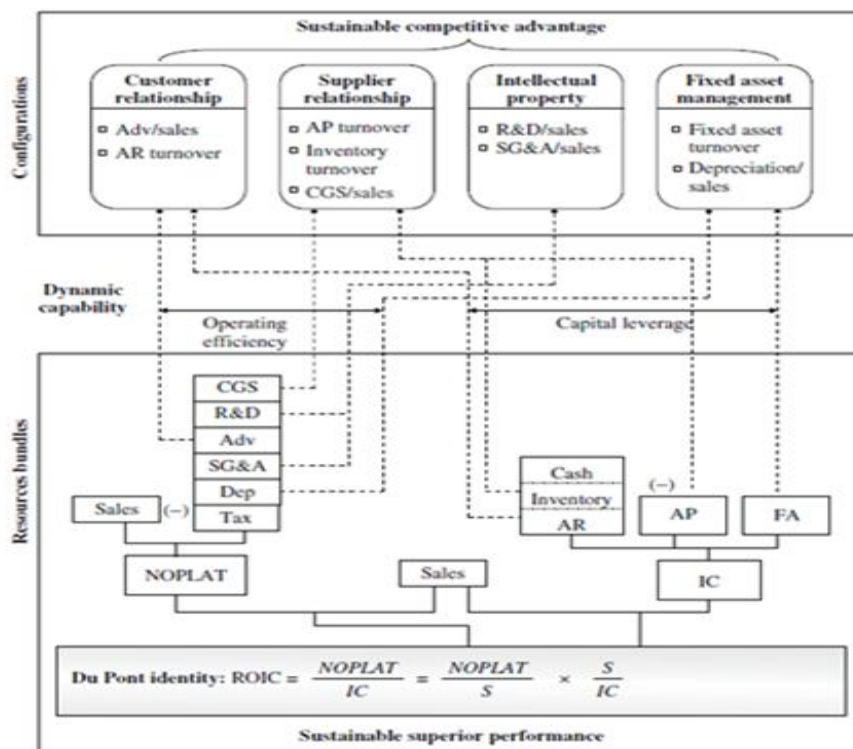 Sustainable competitive advantage
Configurations
Customer
relationship
▫ Adv/sales
▫ AR turnover
Supplier
relationship
▫ AP turnover
▫ Inventory
turnover
▫ CGS/sales
Intellectual
property
▫ R&D/sales
▫ SG&A/sales
Fixed asset
management
▫ Fixed asset
turnover
▫ Depreciation/
sales
Dynamic
capability
Operating
efficiency
Capital leverage
Resources bundles
CGS
R&D
Adv
SG&A
Dep
Tax
Sales
(–)
NOPLAT
Sales
Cash
Inventory
AR
(–)
AP
FA
IC
Du Pont identity: ROIC = NOPLAT / IC = NOPLAT / S × S / IC
Sustainable superior performance